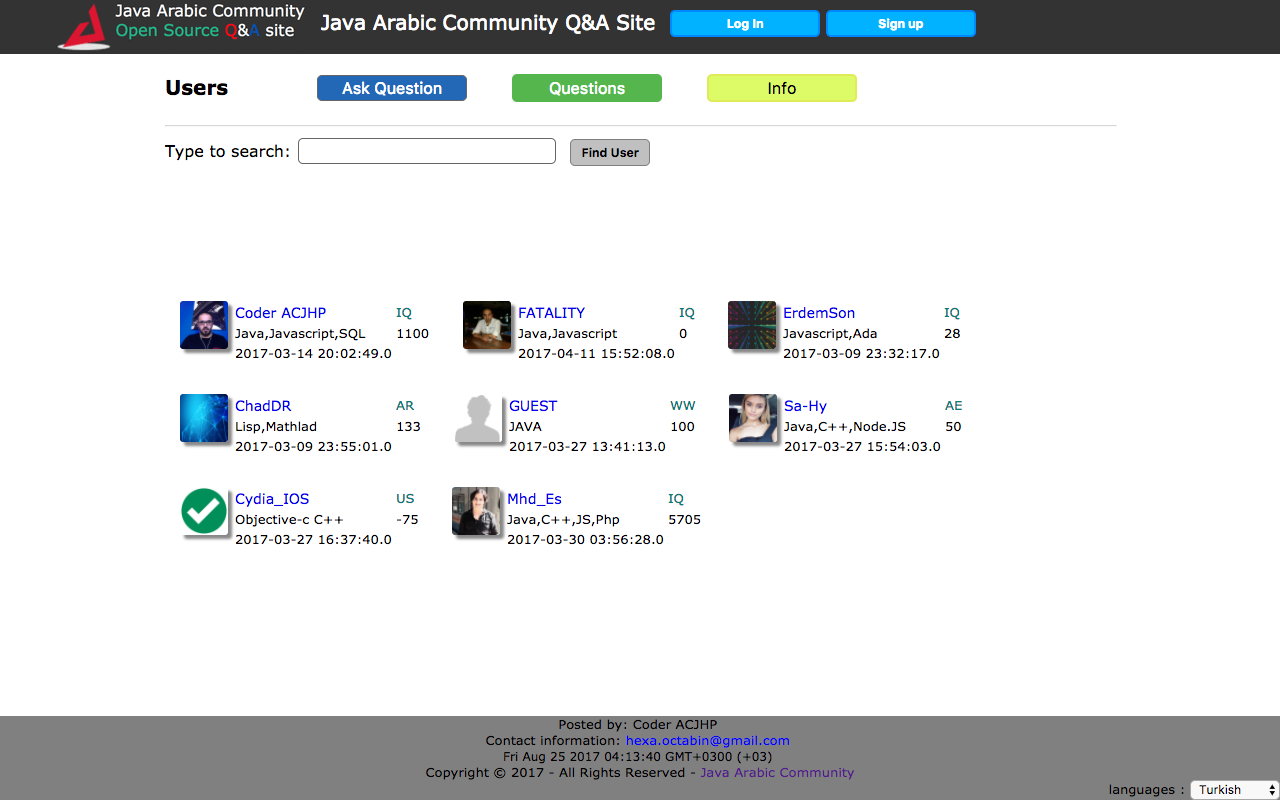 Java Arabic Community
Open Source Q&A site
Java Arabic Community Q&A Site
Log In
Sign up
Users
Ask Question
Questions
Info
Type to search:
Find User
Coder ACJHP IQ
Java,Javascript,SQL 1100
2017-03-14 20:02:49.0
FATALITY IQ
Java,Javascript 0
2017-04-11 15:52:08.0
ErdemSon IQ
Javascript,Ada 28
2017-03-09 23:32:17.0
ChadDR AR
Lisp,Mathlad 133
2017-03-09 23:55:01.0
GUEST WW
JAVA 100
2017-03-27 13:41:13.0
Sa-Hy AE
Java,C++,Node.JS 50
2017-03-27 15:54:03.0
Cydia_IOS US
Objective-c C++ -75
2017-03-27 16:37:40.0
Mhd_Es IQ
Java,C++,JS,Php 5705
2017-03-30 03:56:28.0
Posted by: Coder ACJHP
Contact information: hexa.octabin@gmail.com
Fri Aug 25 2017 04:13:40 GMT+0300 (+03)
Copyright © 2017 - All Rights Reserved - Java Arabic Community
languages : Turkish